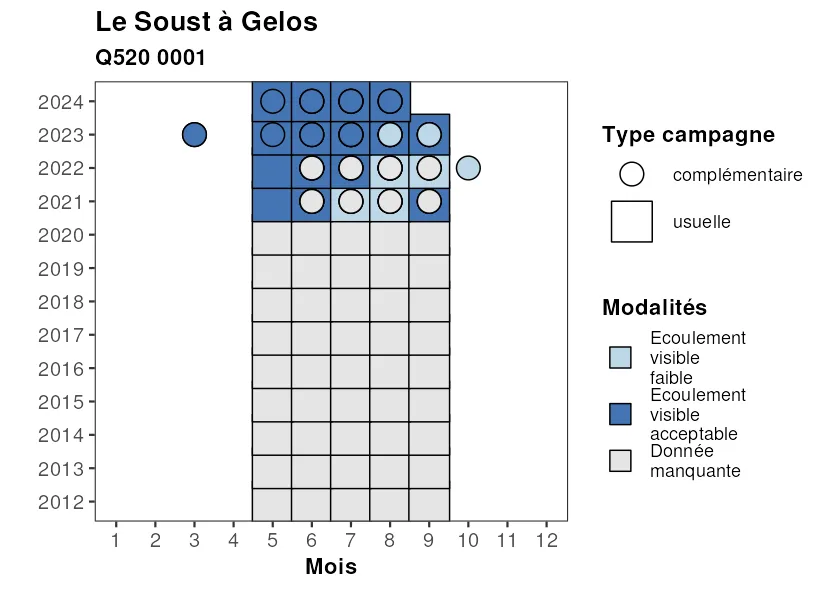 Le Soust à Gelos
Q520 0001
2024
2023
2022
2021
2020
2019
2018
2017
2016
2015
2014
2013
2012
1 2 3 4 5 6 7 8 9 10 11 12
Mois
Type campagne
complémentaire
usuelle
Modalités
Ecoulement
visible
faible
Ecoulement
visible
acceptable
Donnée
manquante